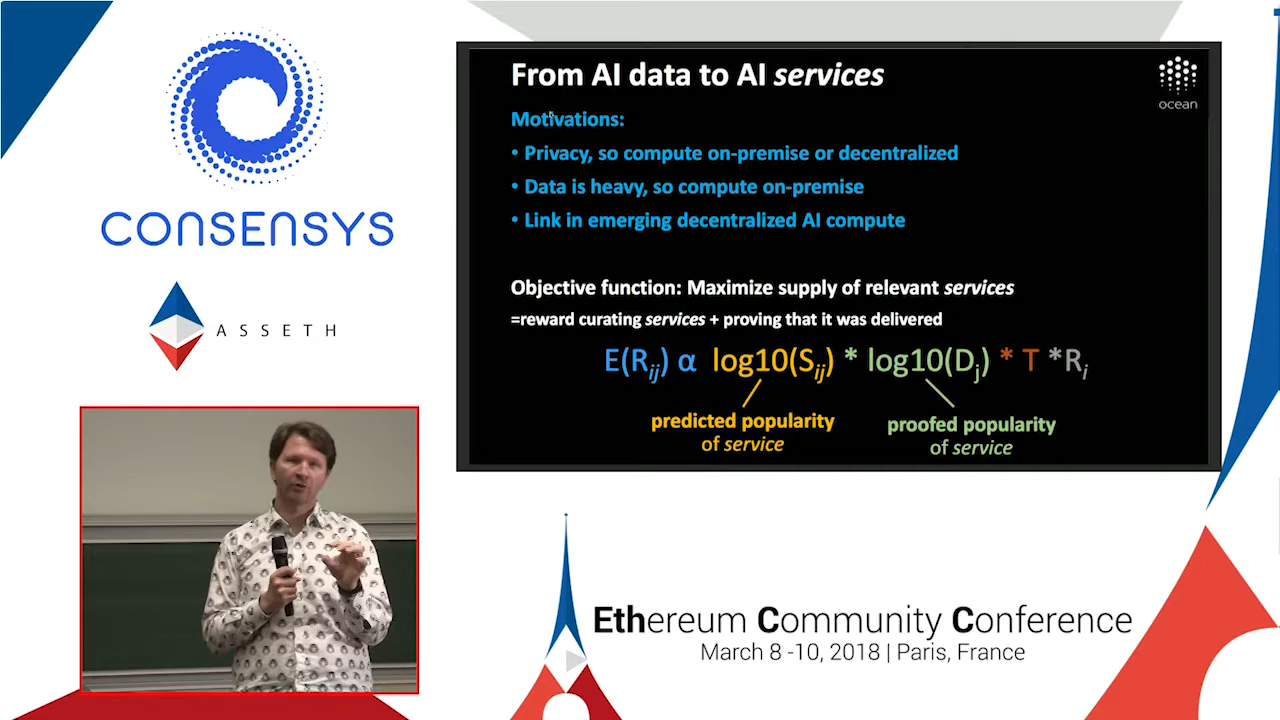 CONSENSYS
ASSETH
From AI data to AI services
ocean
Motivations:
• Privacy, so compute on-premise or decentralized
• Data is heavy, so compute on-premise
• Link in emerging decentralized AI compute
Objective function: Maximize supply of relevant services
=reward curating services + proving that it was delivered
E(Rij) α log10(Sij) * log10(Dj) * T *Ri
predicted popularity
of service
proofed popularity
of service
Ethereum Community Conference
March 8 -10, 2018 | Paris, France